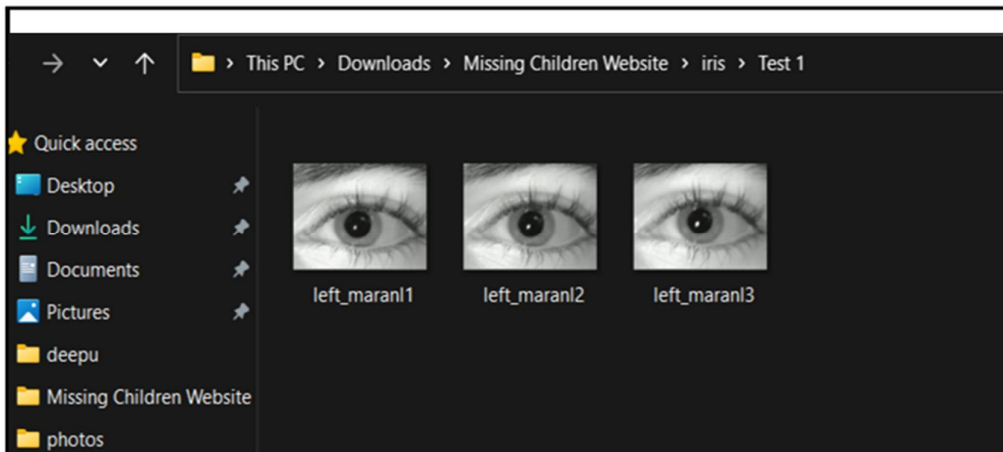 This PC > Downloads > Missing Children Website > iris > Test 1
Quick access
Desktop
Downloads
Documents
Pictures
deepu
Missing Children Website
photos
left_maranl1 left_maranl2 left_maranl3